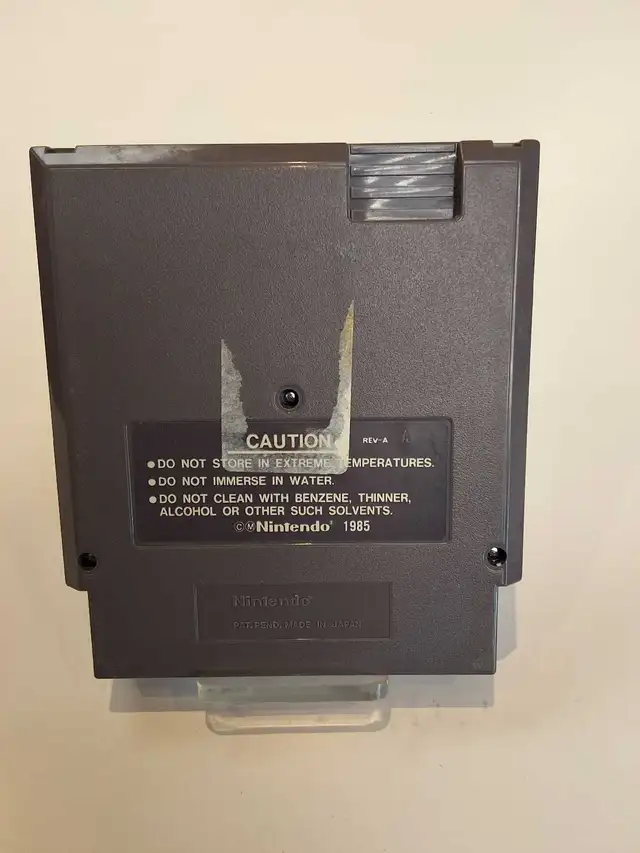 CAUTION REV-A A
● DO NOT STORE IN EXTREME TEMPERATURES.
● DO NOT IMMERSE IN WATER.
● DO NOT CLEAN WITH BENZENE, THINNER,
ALCOHOL OR OTHER SUCH SOLVENTS.
©Ⓜ Nintendo® 1985
Nintendo®
PAT. PEND. MADE IN JAPAN